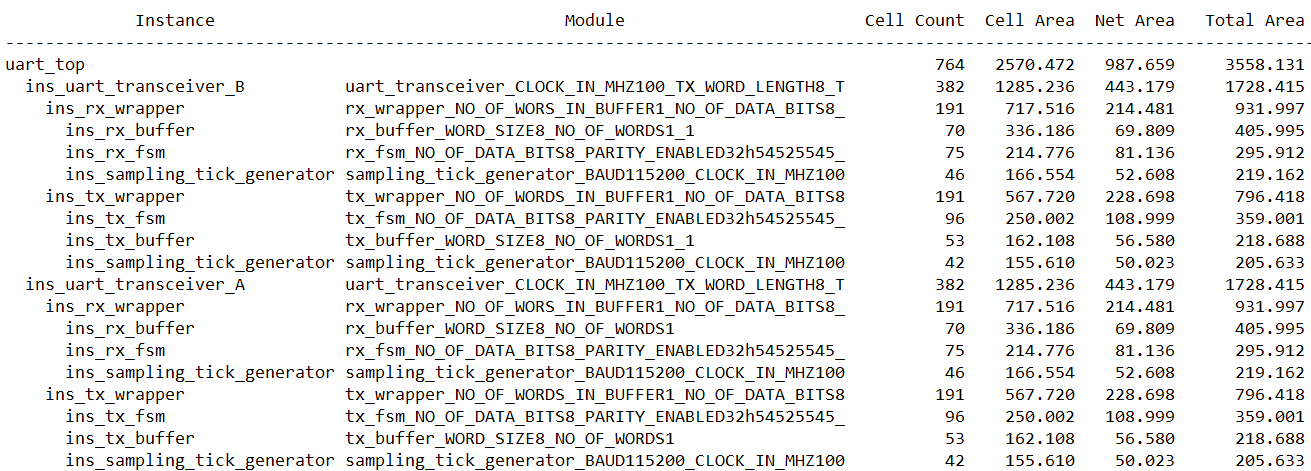 Instance Module Cell Count Cell Area Net Area Total Area
uart_top 764 2570.472 987.659 3558.131
ins_uart_transceiver_B uart_transceiver_CLOCK_IN_MHZ100_TX_WORD_LENGTH8_T 382 1285.236 443.179 1728.415
ins_rx_wrapper rx_wrapper_NO_OF_WORS_IN_BUFFER1_NO_OF_DATA_BITS8_ 191 717.516 214.481 931.997
ins_rx_buffer rx_buffer_WORD_SIZE8_NO_OF_WORDS1_1 70 336.186 69.809 405.995
ins_rx_fsm rx_fsm_NO_OF_DATA_BITS8_PARITY_ENABLED32h54525545_ 75 214.776 81.136 295.912
ins_sampling_tick_generator sampling_tick_generator_BAUD115200_CLOCK_IN_MHZ100 46 166.554 52.608 219.162
ins_tx_wrapper tx_wrapper_NO_OF_WORDS_IN_BUFFER1_NO_OF_DATA_BITS8 191 567.720 228.698 796.418
ins_tx_fsm tx_fsm_NO_OF_DATA_BITS8_PARITY_ENABLED32h54525545_ 96 250.002 108.999 359.001
ins_tx_buffer tx_buffer_WORD_SIZE8_NO_OF_WORDS1_1 53 162.108 56.580 218.688
ins_sampling_tick_generator sampling_tick_generator_BAUD115200_CLOCK_IN_MHZ100 42 155.610 50.023 205.633
ins_uart_transceiver_A uart_transceiver_CLOCK_IN_MHZ100_TX_WORD_LENGTH8_T 382 1285.236 443.179 1728.415
ins_rx_wrapper rx_wrapper_NO_OF_WORS_IN_BUFFER1_NO_OF_DATA_BITS8_ 191 717.516 214.481 931.997
ins_rx_buffer rx_buffer_WORD_SIZE8_NO_OF_WORDS1 70 336.186 69.809 405.995
ins_rx_fsm rx_fsm_NO_OF_DATA_BITS8_PARITY_ENABLED32h54525545_ 75 214.776 81.136 295.912
ins_sampling_tick_generator sampling_tick_generator_BAUD115200_CLOCK_IN_MHZ100 46 166.554 52.608 219.162
ins_tx_wrapper tx_wrapper_NO_OF_WORDS_IN_BUFFER1_NO_OF_DATA_BITS8 191 567.720 228.698 796.418
ins_tx_fsm tx_fsm_NO_OF_DATA_BITS8_PARITY_ENABLED32h54525545_ 96 250.002 108.999 359.001
ins_tx_buffer tx_buffer_WORD_SIZE8_NO_OF_WORDS1 53 162.108 56.580 218.688
ins_sampling_tick_generator sampling_tick_generator_BAUD115200_CLOCK_IN_MHZ100 42 155.610 50.023 205.633